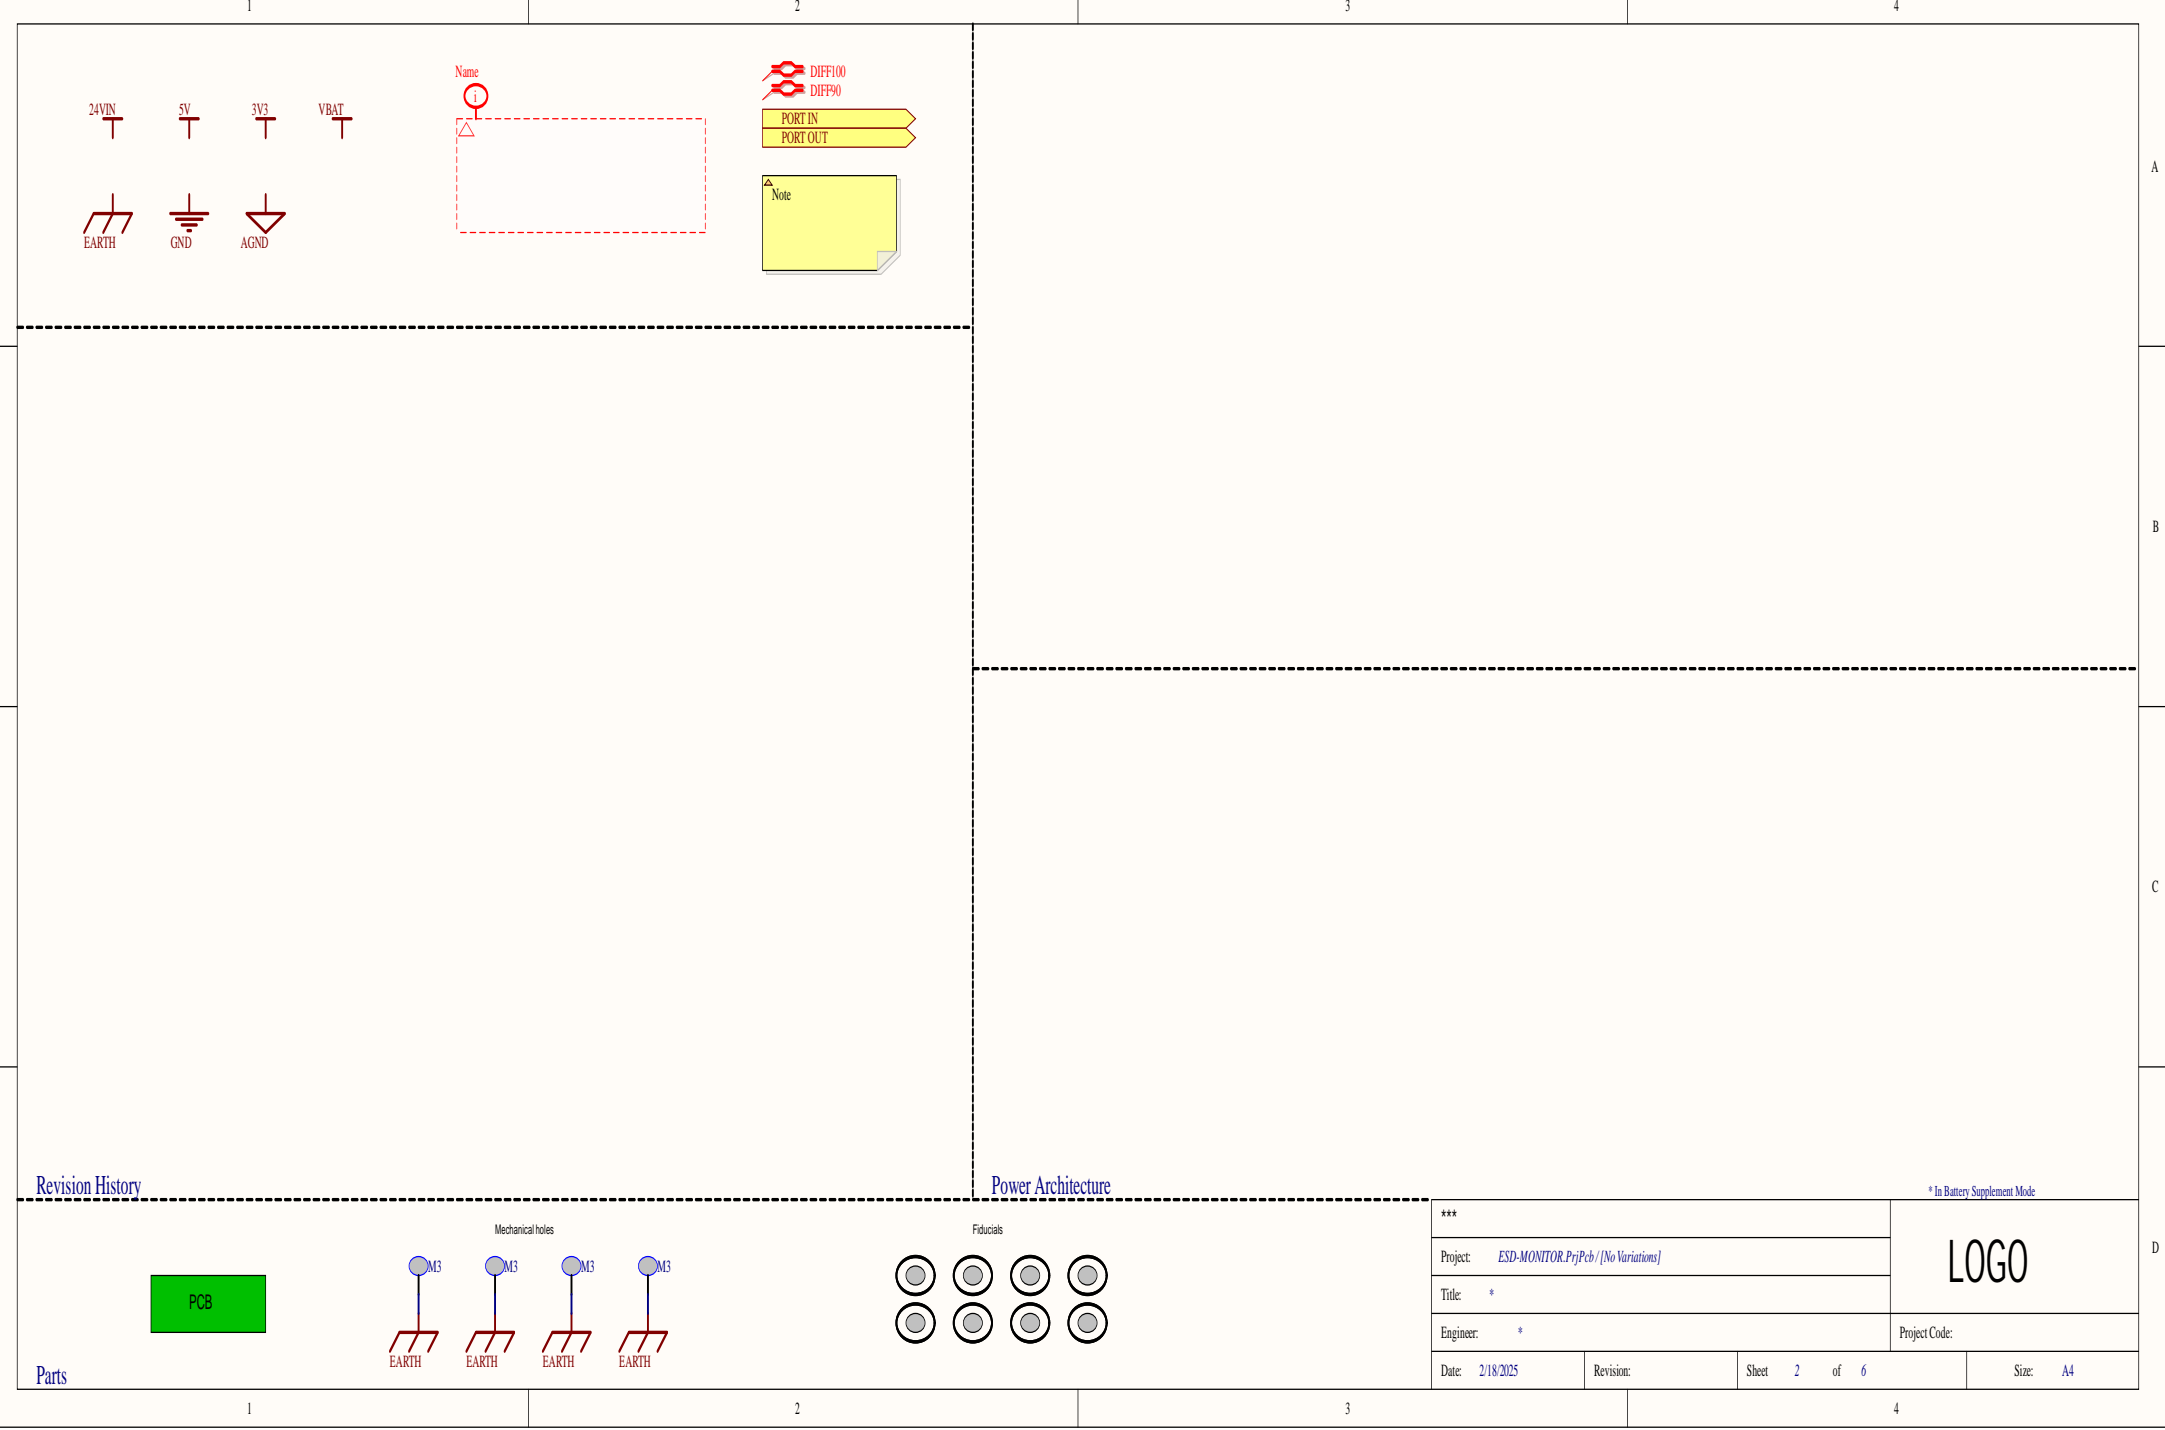 1 2 3 4
Name
DIFF100
DIFF90
24VIN 5V 3V3 VBAT
i
PORT IN
PORT OUT
A
Note
EARTH GND AGND
B
C
Revision History
Power Architecture
* In Battery Supplement Mode
Mechanical holes
Fiducials
***
LOGO
D
M3 M3 M3 M3
Project: ESD-MONITOR.PrjPcb / [No Variations]
PCB
Title: *
Engineer: *
Project Code:
EARTH EARTH EARTH EARTH
Parts
Date: 2/18/2025 Revision: Sheet 2 of 6 Size: A4
1 2 3 4